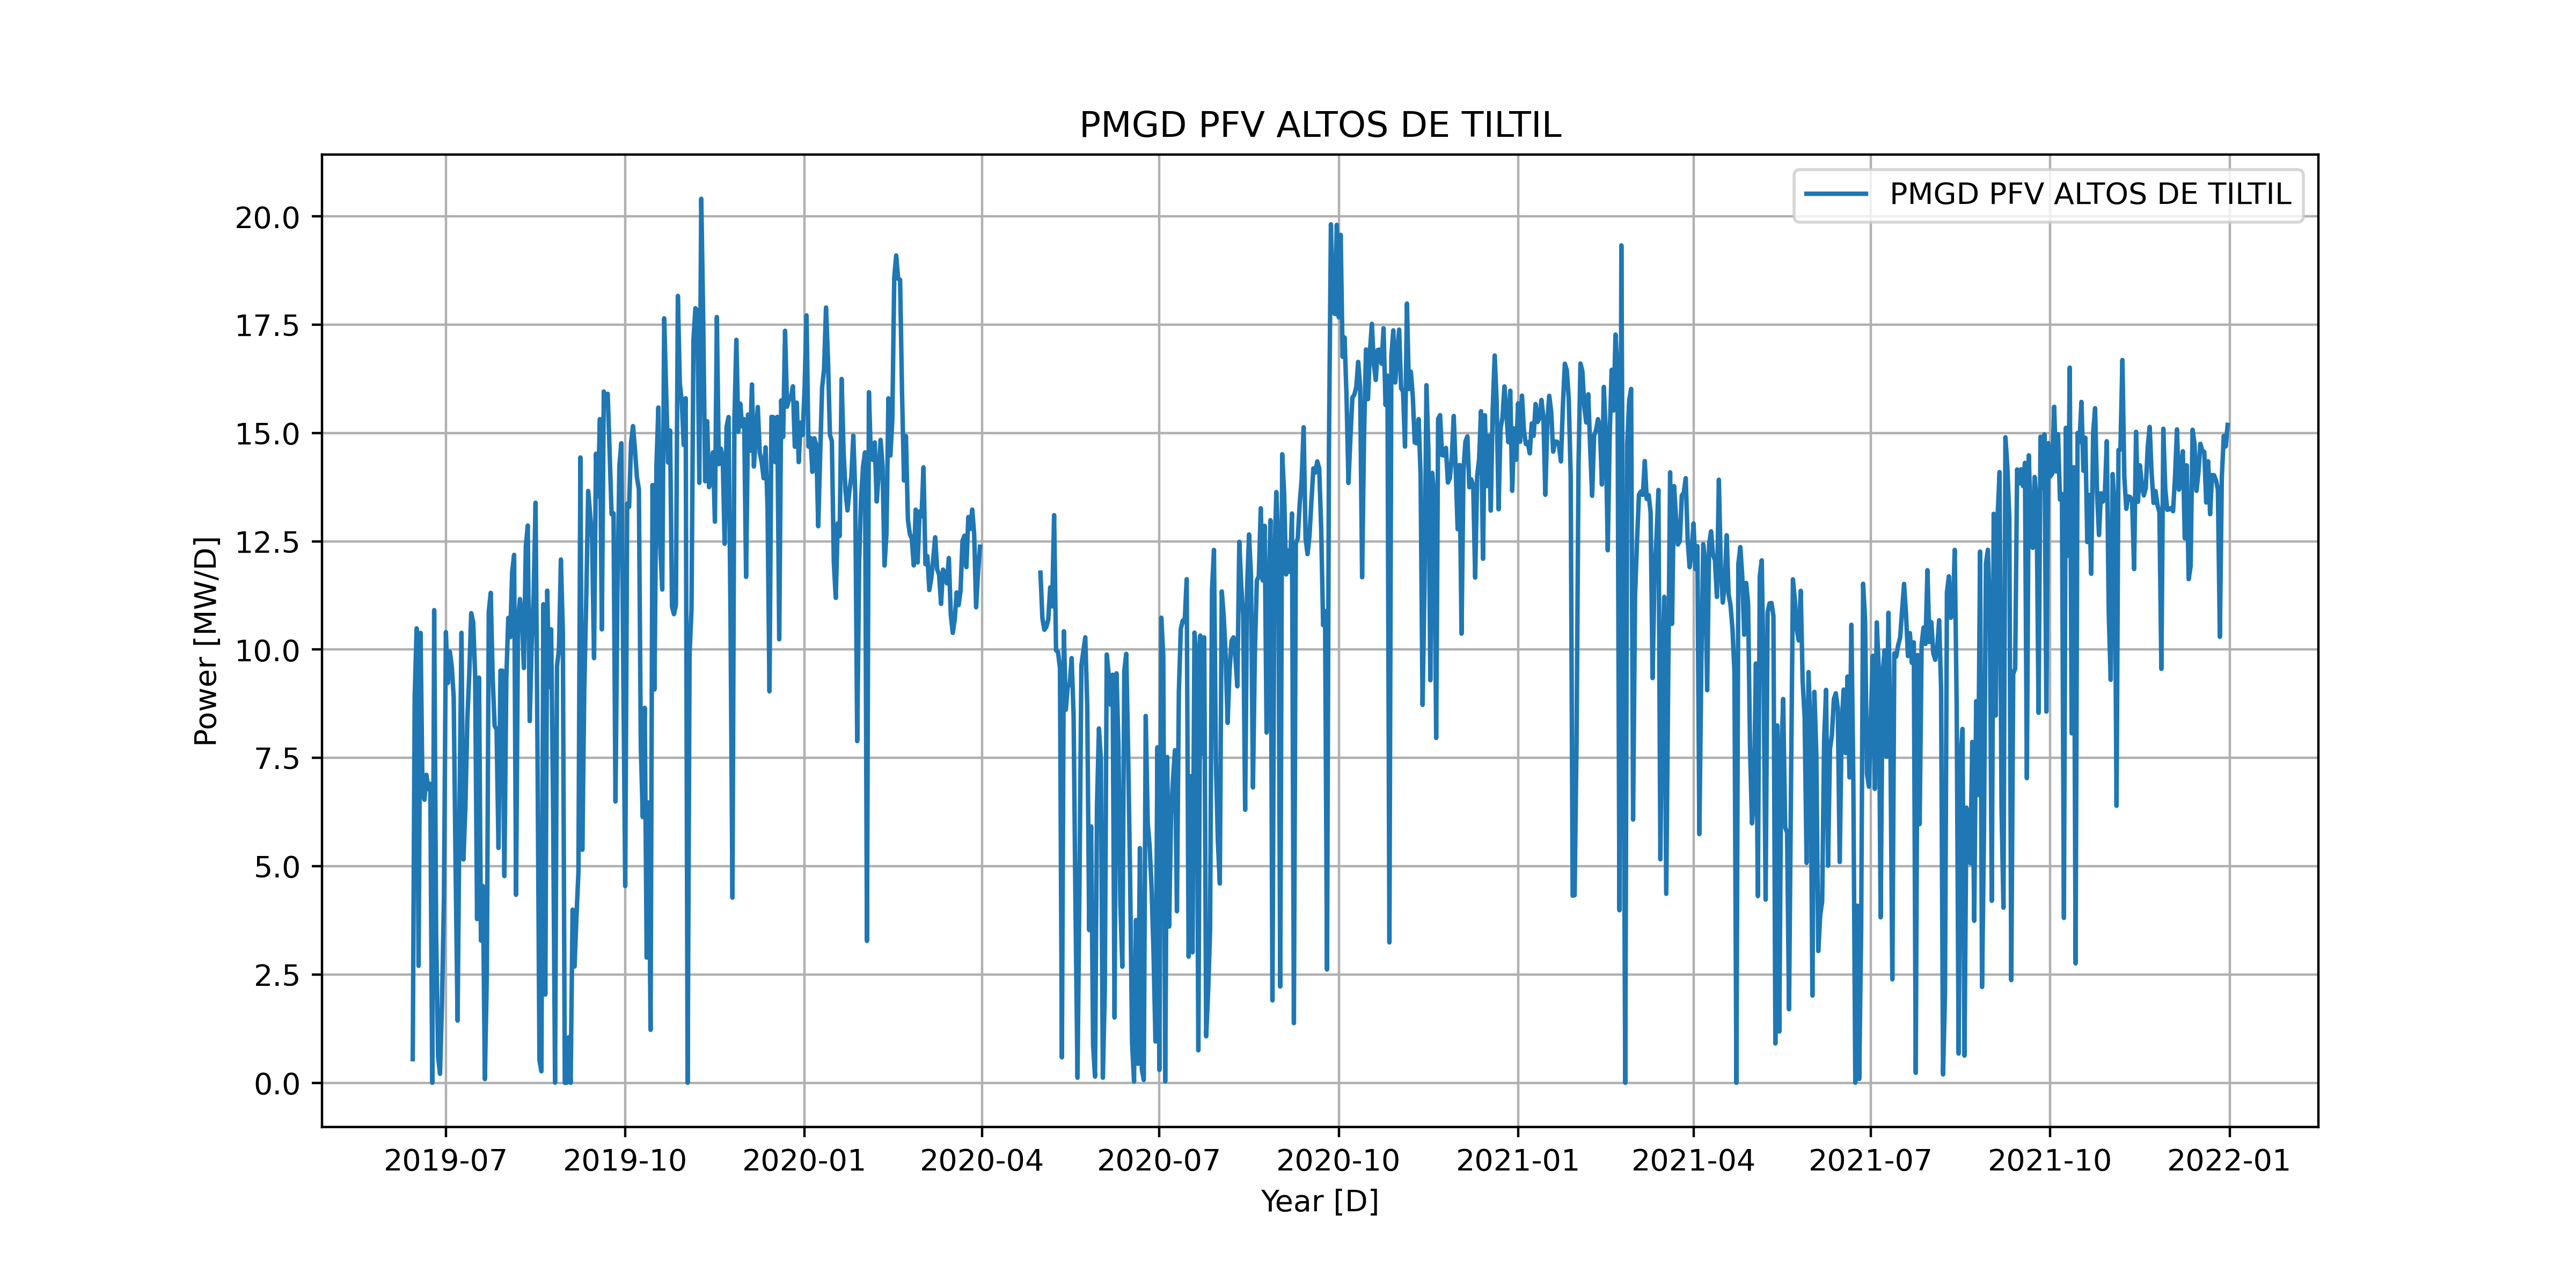 PMGD PFV ALTOS DE TILTIL
PMGD PFV ALTOS DE TILTIL
20.0
17.5
15.0
12.5
10.0
7.5
5.0
2.5
0.0
Power [MW/D]
2019-07 2019-10 2020-01 2020-04 2020-07 2020-10 2021-01 2021-04 2021-07 2021-10 2022-01
Year [D]